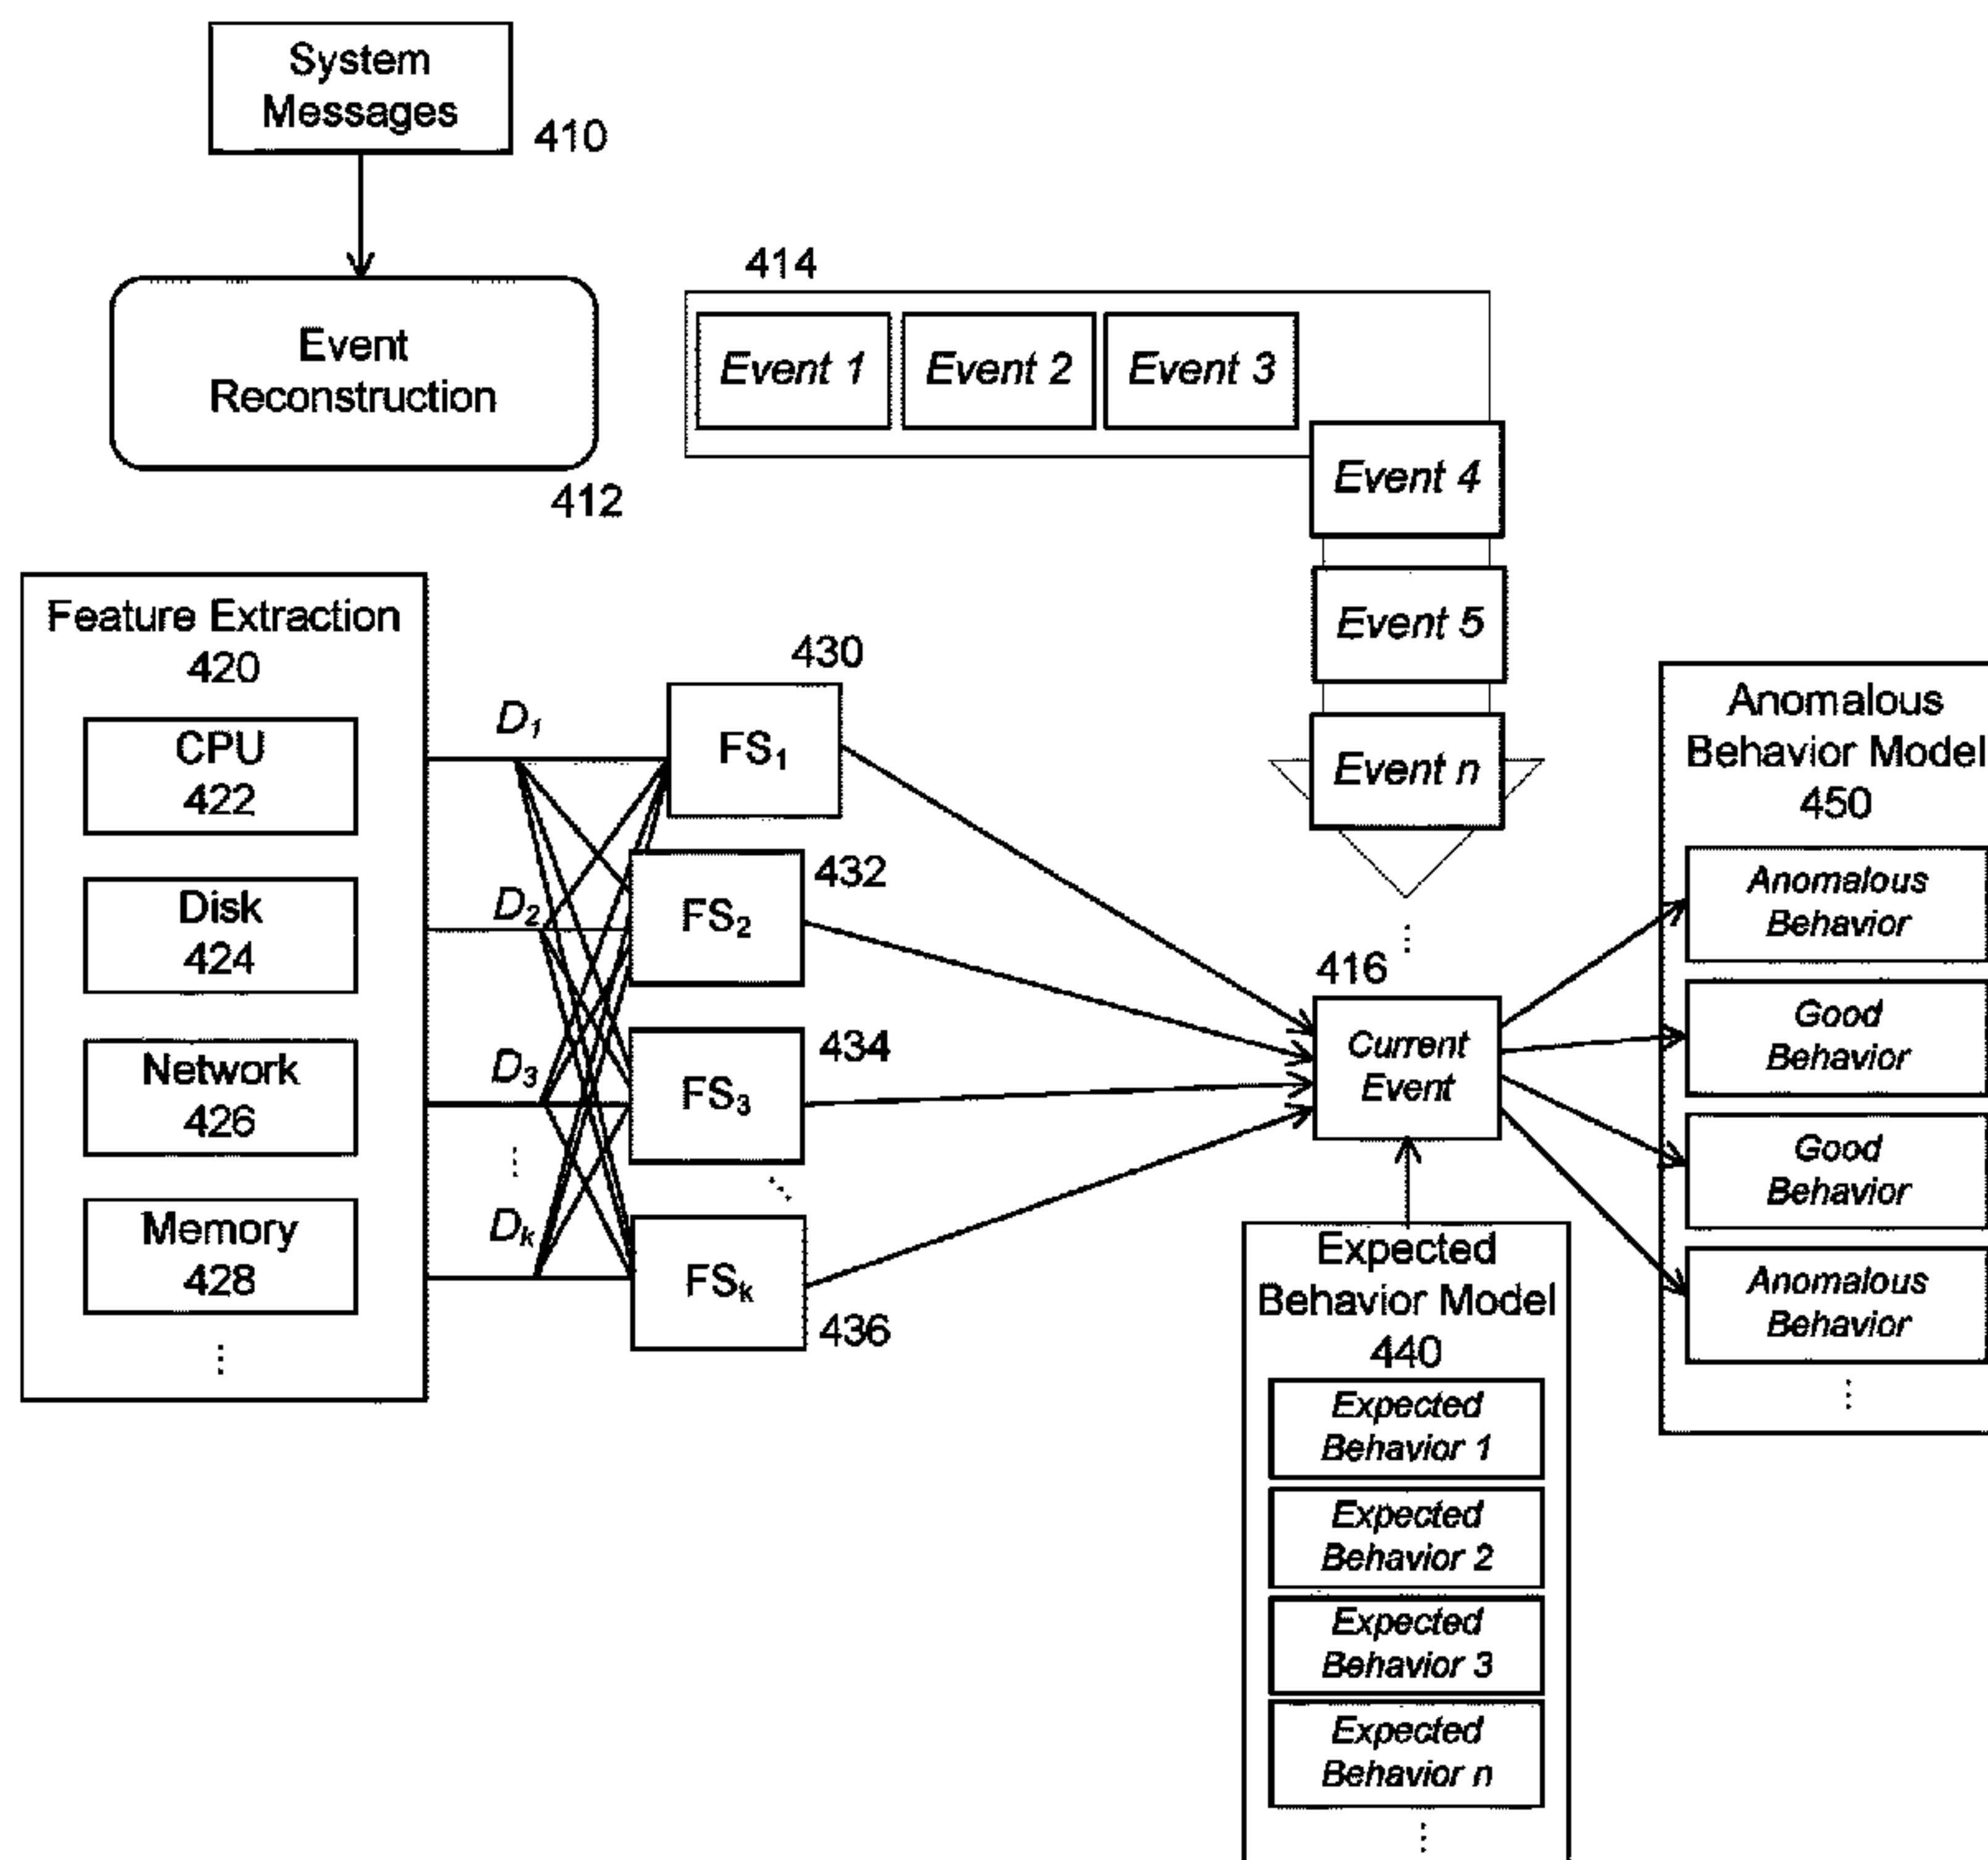 System
Messages
410
Event
Reconstruction
412
414
Event 1
Event 2
Event 3
Event 4
Event 5
Event n
⋮
Feature Extraction
420
CPU
422
Disk
424
Network
426
Memory
428
⋮
D₁
D₂
D₃
⋮
Dₖ
430
FS₁
432
FS₂
434
FS₃
⋱
FSₖ
436
416
Current
Event
Expected
Behavior Model
440
Expected
Behavior 1
Expected
Behavior 2
Expected
Behavior 3
Expected
Behavior n
⋮
Anomalous
Behavior Model
450
Anomalous
Behavior
Good
Behavior
Good
Behavior
Anomalous
Behavior
⋮